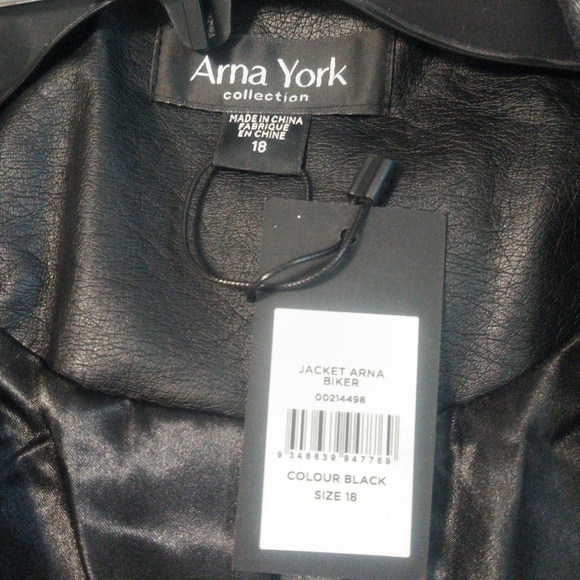 Arna York
collection
MADE IN CHINA
FABRIQUE
EN CHINE
18
JACKET ARNA
BIKER
00214498
9 346639 947769
COLOUR BLACK
SIZE 18